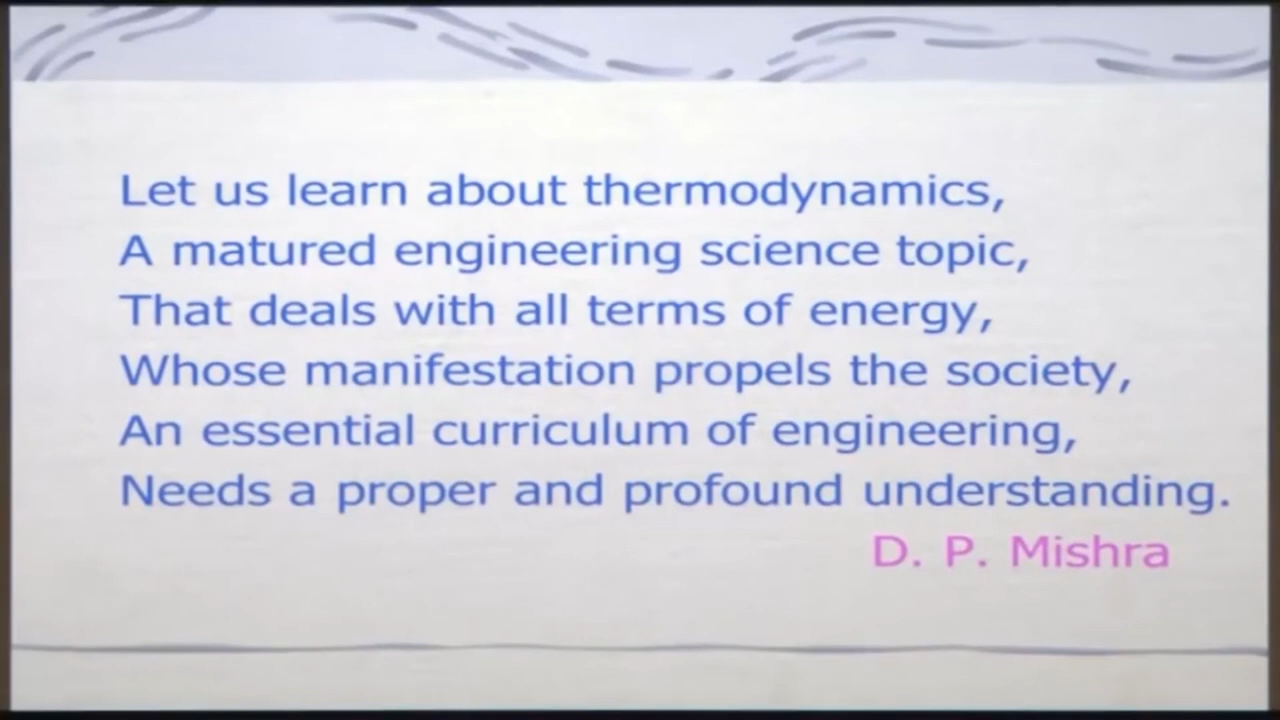 Let us learn about thermodynamics,
A matured engineering science topic,
That deals with all terms of energy,
Whose manifestation propels the society,
An essential curriculum of engineering,
Needs a proper and profound understanding.
D. P. Mishra